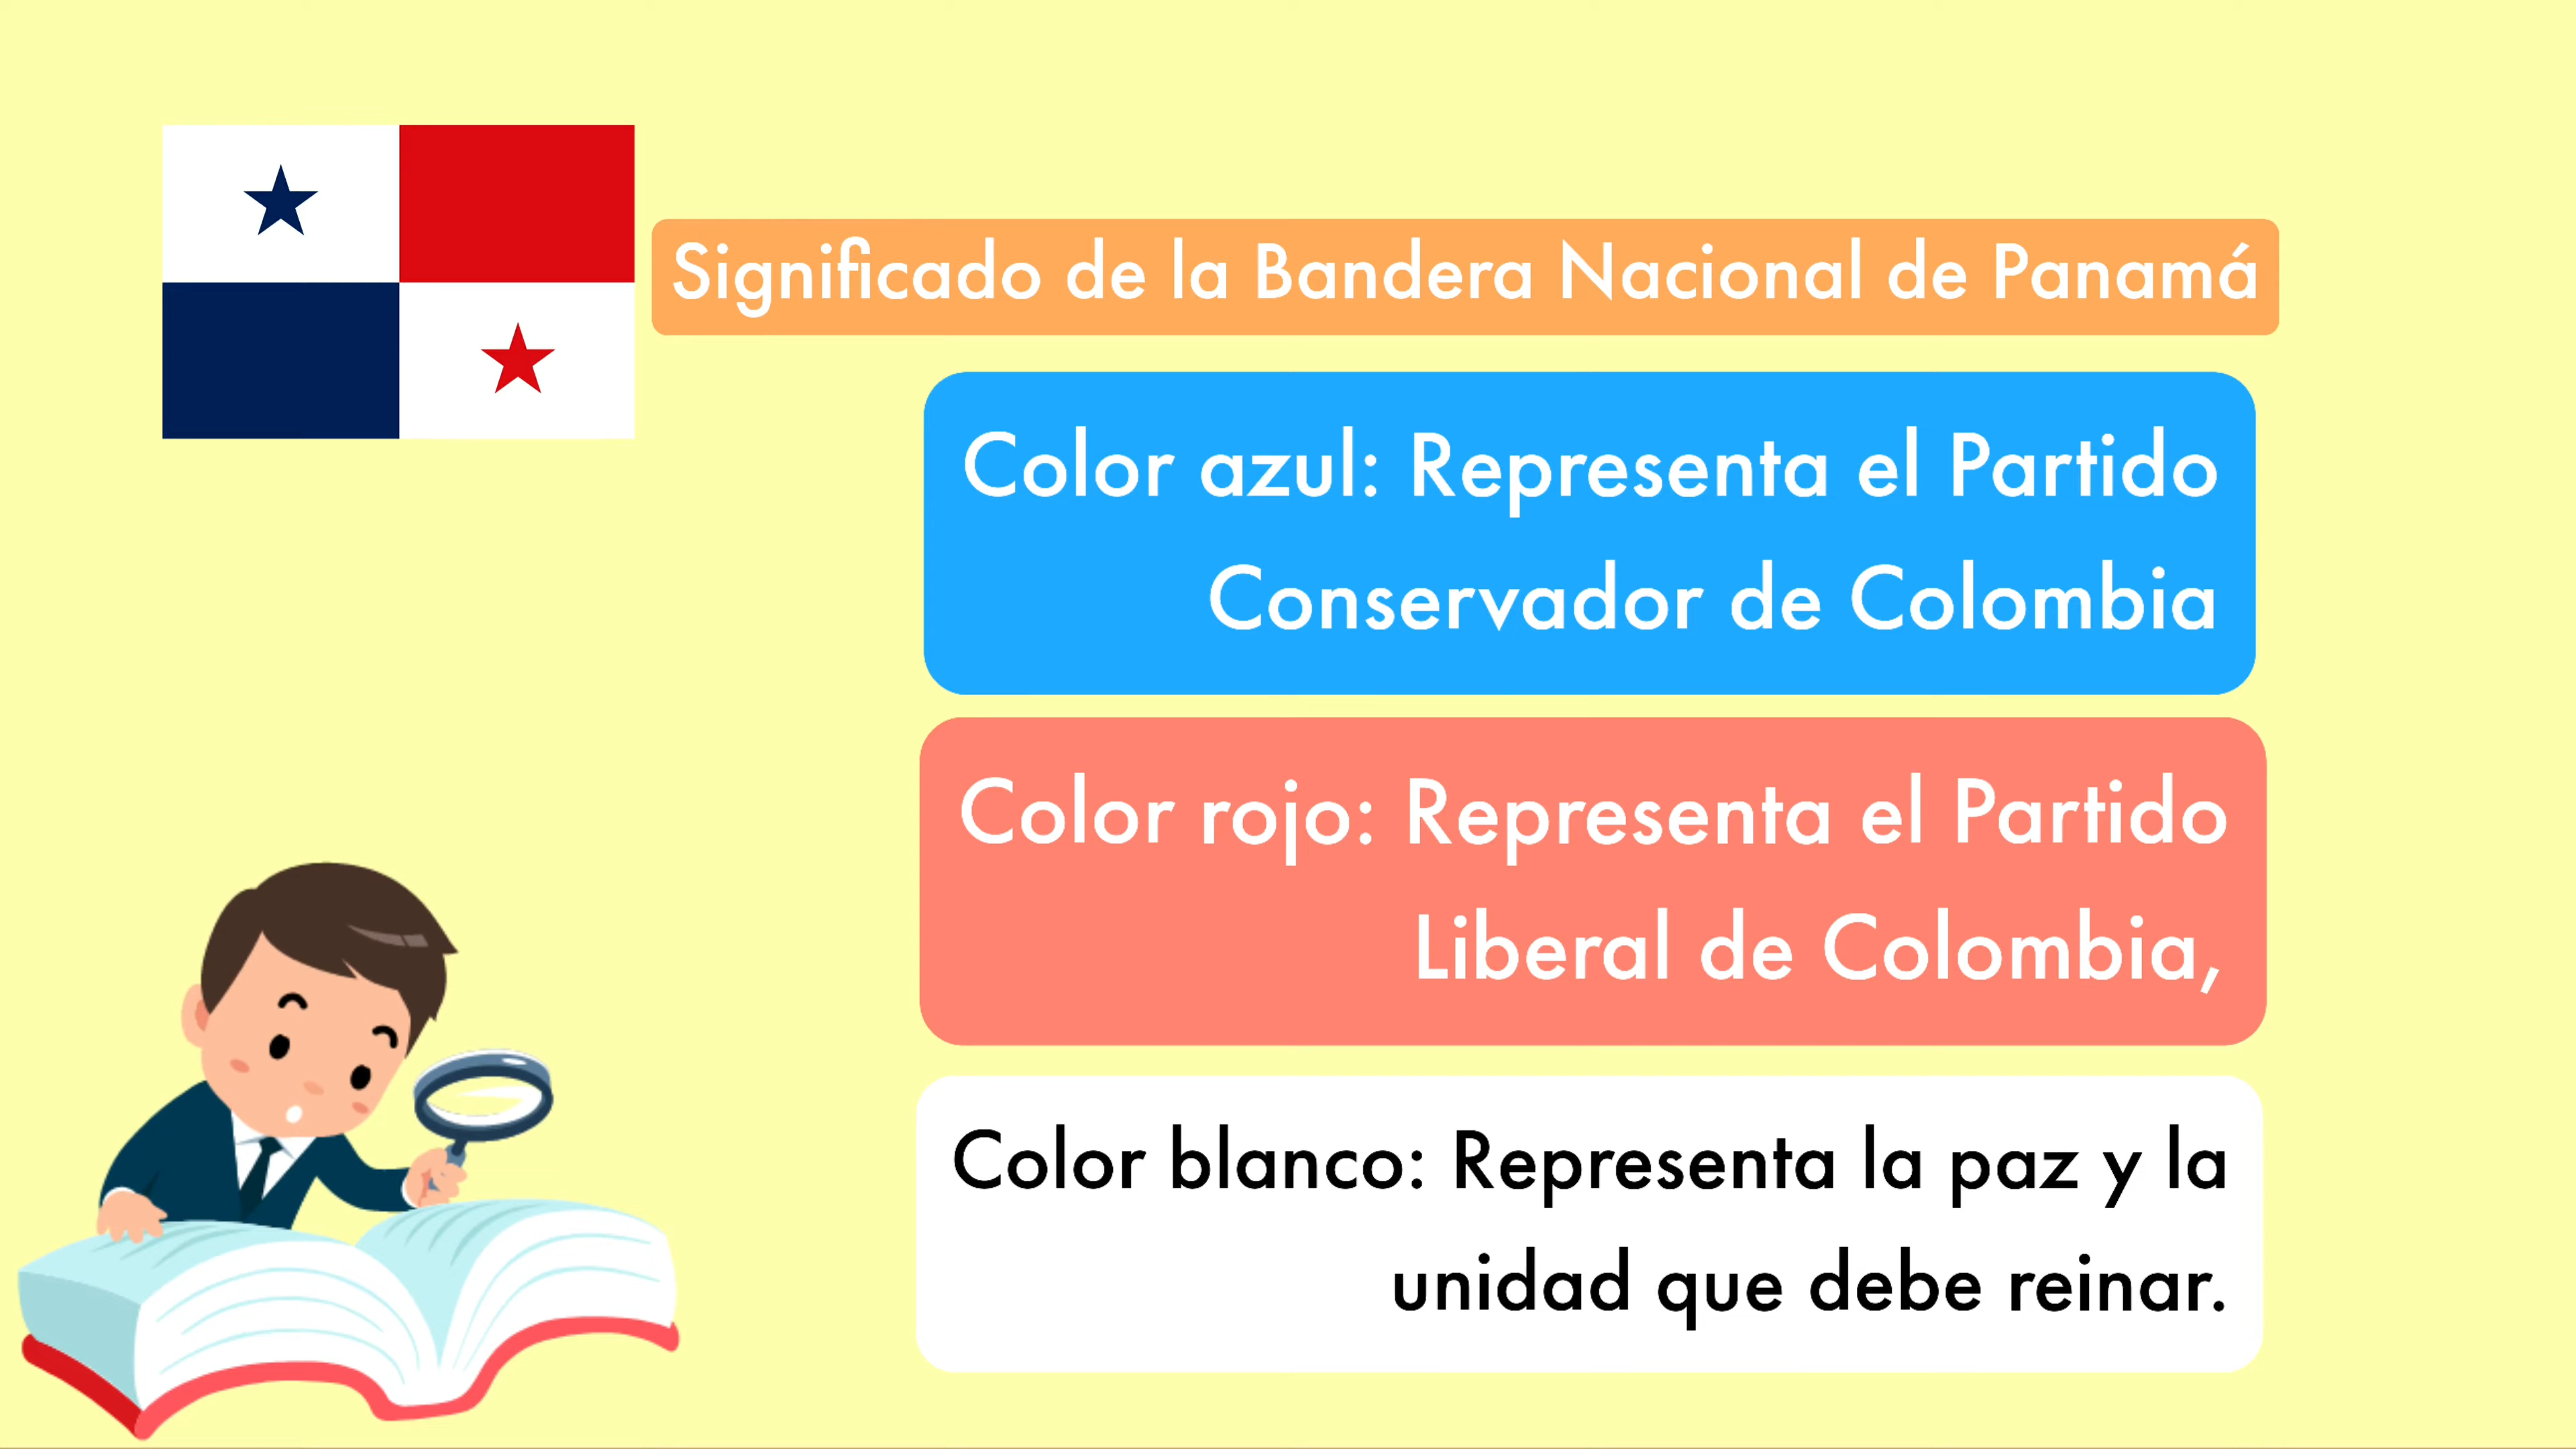 Significado de la Bandera Nacional de Panamá
Color azul: Representa el Partido
Conservador de Colombia
Color rojo: Representa el Partido
Liberal de Colombia,
Color blanco: Representa la paz y la
unidad que debe reinar.